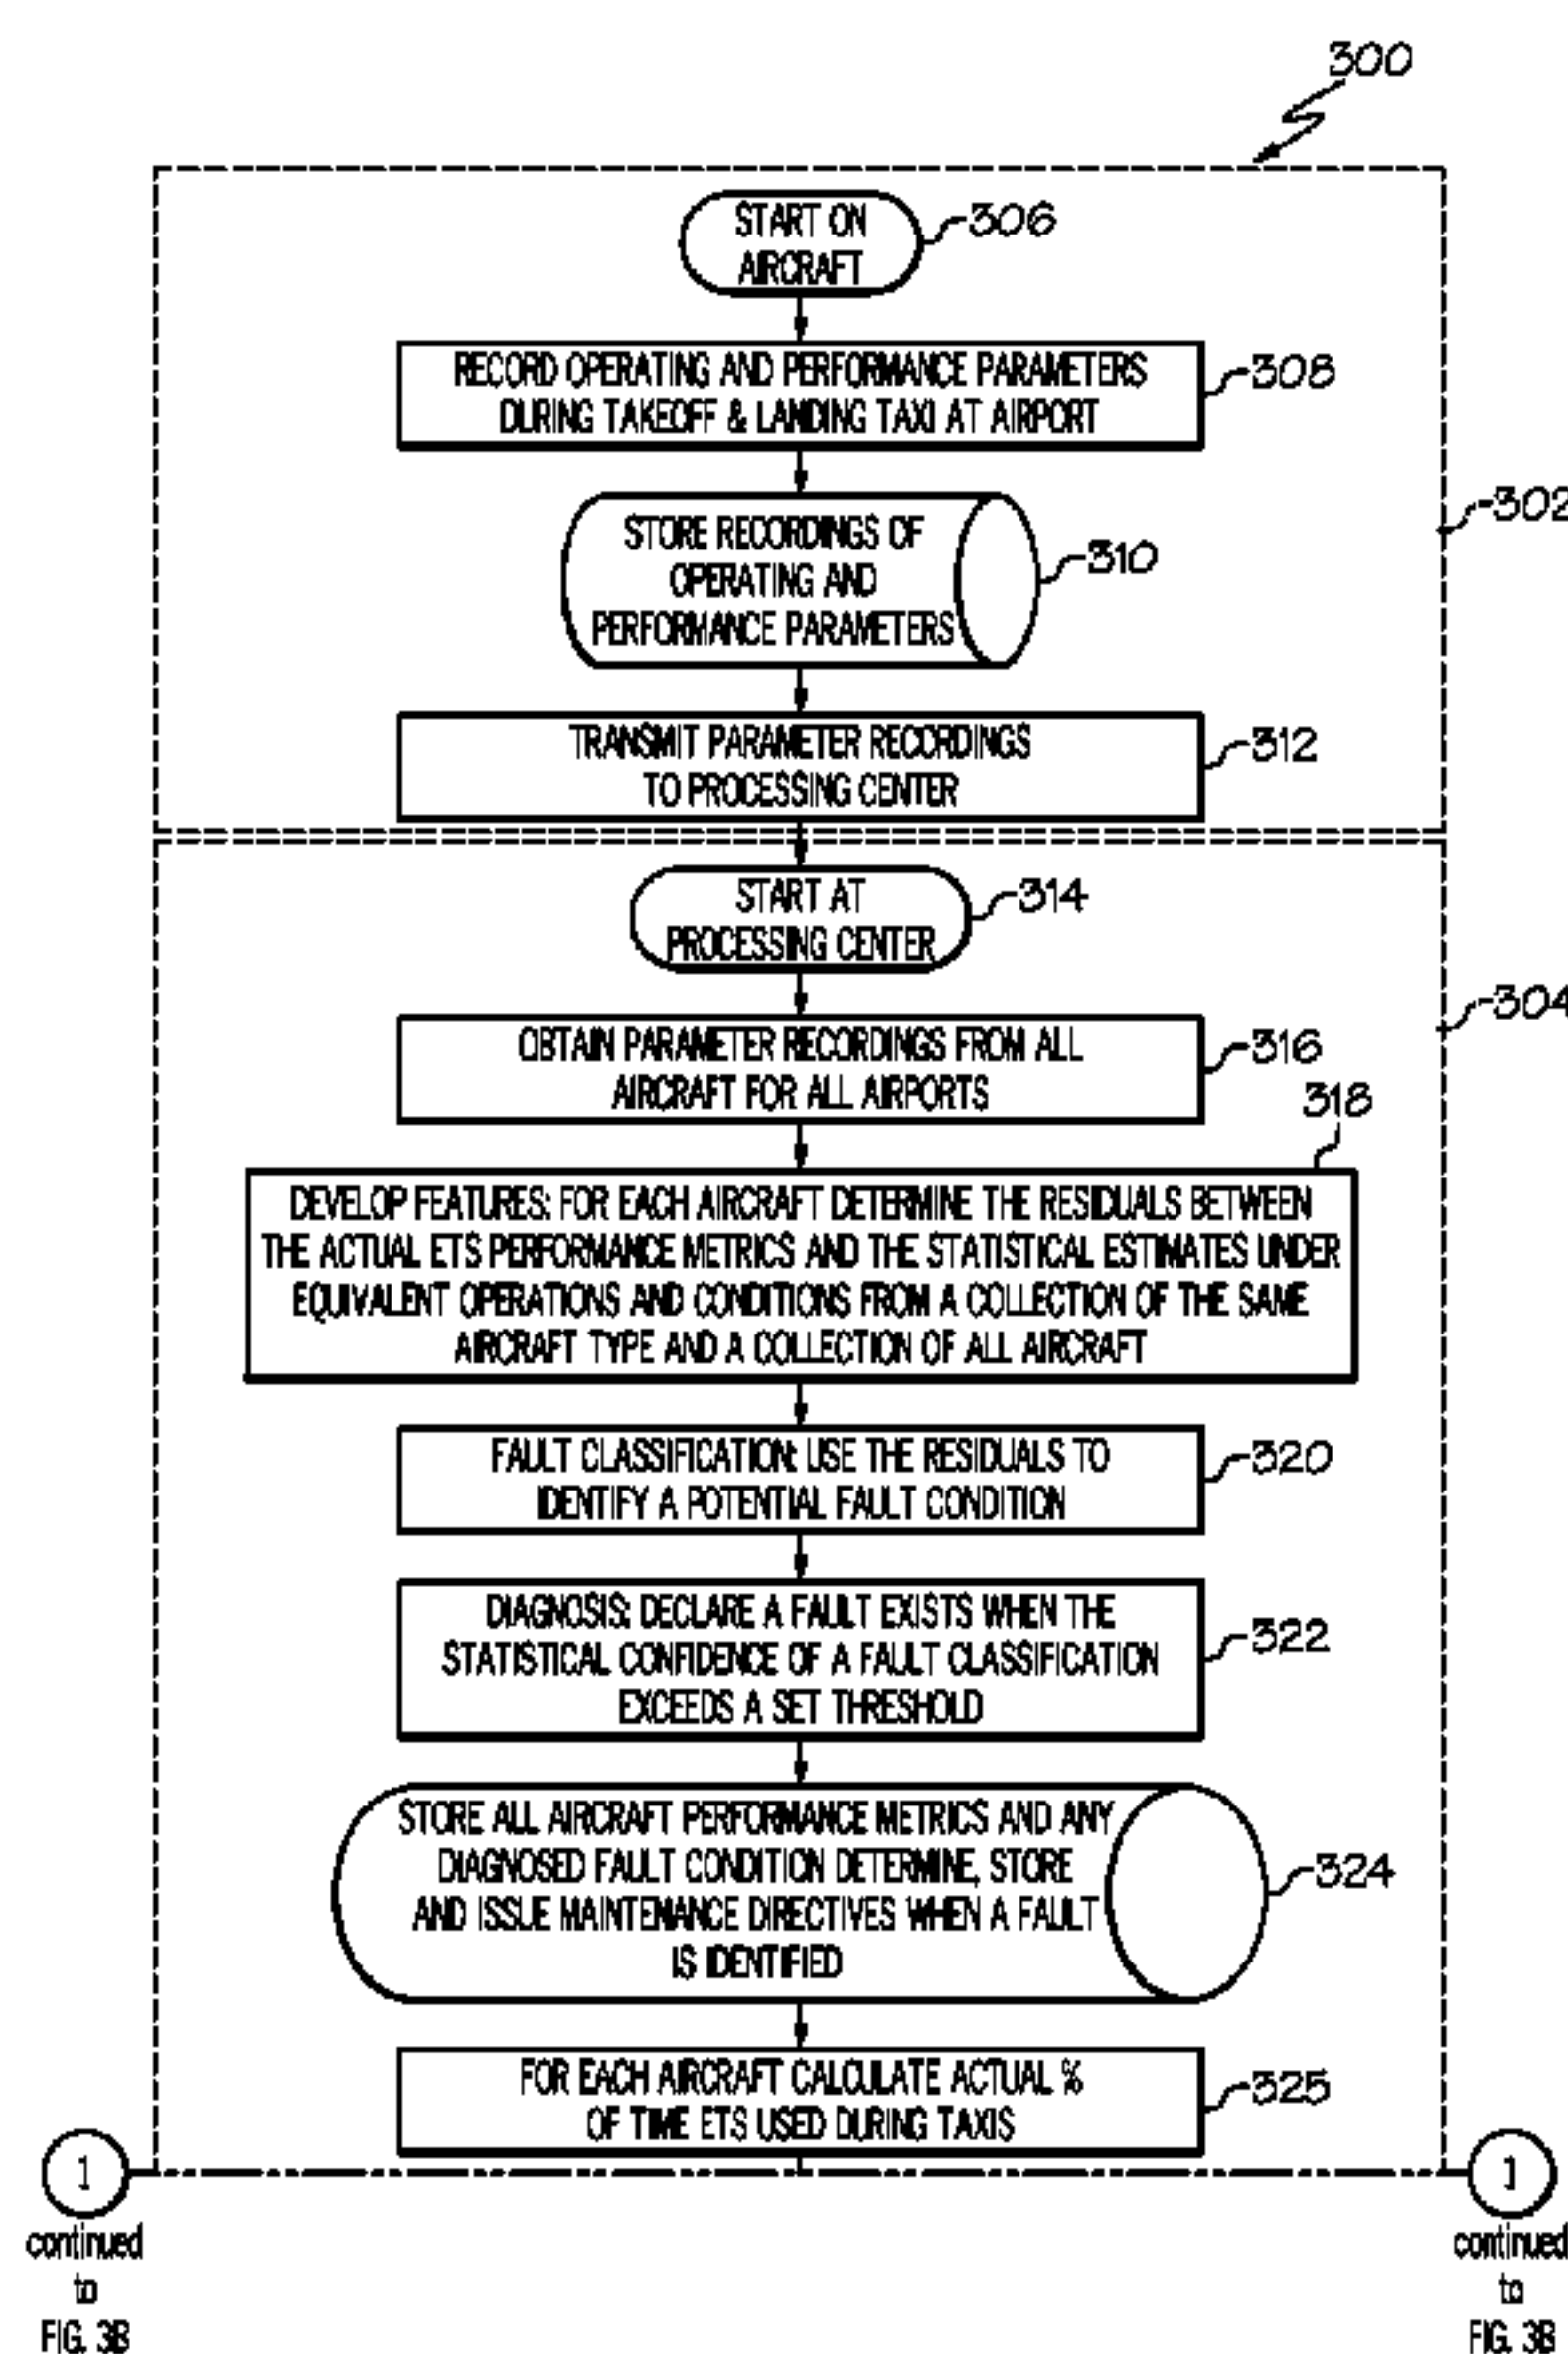 300
START ON
AIRCRAFT
306
RECORD OPERATING AND PERFORMANCE PARAMETERS
DURING TAKEOFF & LANDING TAXI AT AIRPORT
308
302
STORE RECORDINGS OF
OPERATING AND
PERFORMANCE PARAMETERS
310
TRANSMIT PARAMETER RECORDINGS
TO PROCESSING CENTER
312
START AT
PROCESSING CENTER
314
304
OBTAIN PARAMETER RECORDINGS FROM ALL
AIRCRAFT FOR ALL AIRPORTS
316
318
DEVELOP FEATURES: FOR EACH AIRCRAFT DETERMINE THE RESIDUALS BETWEEN
THE ACTUAL ETS PERFORMANCE METRICS AND THE STATISTICAL ESTIMATES UNDER
EQUIVALENT OPERATIONS AND CONDITIONS FROM A COLLECTION OF THE SAME
AIRCRAFT TYPE AND A COLLECTION OF ALL AIRCRAFT
FAULT CLASSIFICATION: USE THE RESIDUALS TO
IDENTIFY A POTENTIAL FAULT CONDITION
320
DIAGNOSIS: DECLARE A FAULT EXISTS WHEN THE
STATISTICAL CONFIDENCE OF A FAULT CLASSIFICATION
EXCEEDS A SET THRESHOLD
322
STORE ALL AIRCRAFT PERFORMANCE METRICS AND ANY
DIAGNOSED FAULT CONDITION DETERMINE, STORE
AND ISSUE MAINTENANCE DIRECTIVES WHEN A FAULT
IS IDENTIFIED
324
FOR EACH AIRCRAFT CALCULATE ACTUAL %
OF TIME ETS USED DURING TAXIS
325
1
continued
to
FIG. 3B
1
continued
to
FIG. 3B